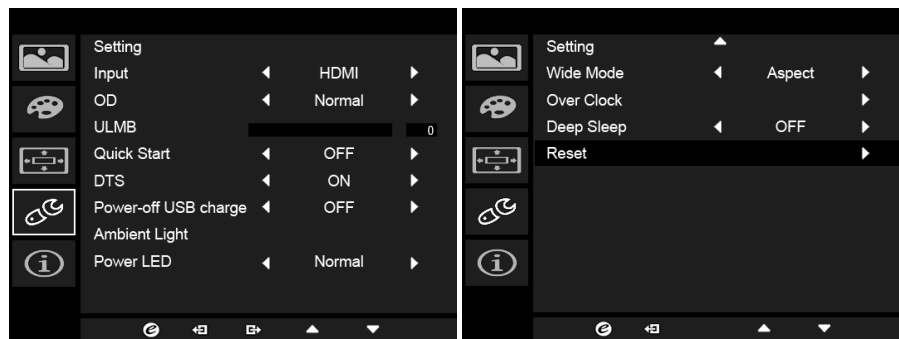 Setting
Input HDMI
OD Normal
ULMB 0
Quick Start OFF
DTS ON
Power-off USB charge OFF
Ambient Light
Power LED Normal
Setting
Wide Mode Aspect
Over Clock
Deep Sleep OFF
Reset